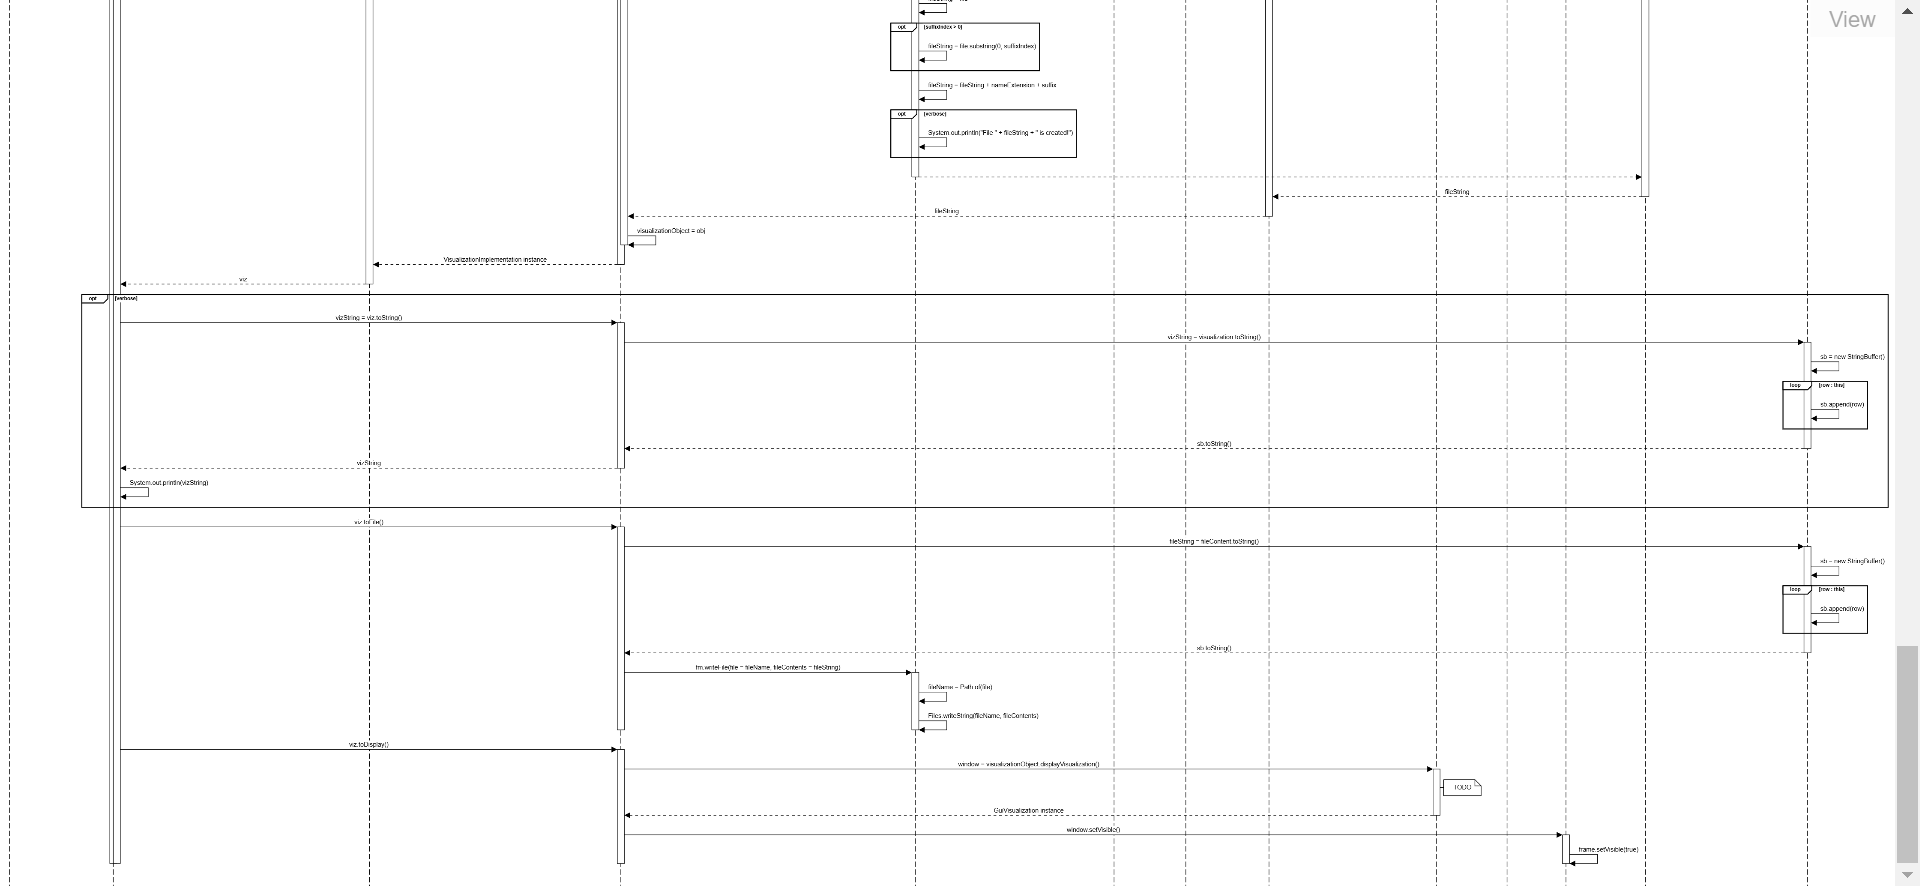 View
opt
[suffixIndex > 0]
fileString = file.substring(0, suffixIndex)
fileString = fileString + nameExtension + suffix
opt
[verbose]
System.out.println("File " + fileString + " is created!")
fileString
fileString
visualizationObject = obj
VisualizationImplementation instance
viz
opt
[verbose]
vizString = viz.toString()
vizString = visualization.toString()
sb = new StringBuffer()
loop
[row : this]
sb.append(row)
sb.toString()
vizString
System.out.println(vizString)
viz.toFile()
fileString = fileContent.toString()
sb = new StringBuffer()
loop
[row : this]
sb.append(row)
sb.toString()
fm.writeFile(file = fileName, fileContents = fileString)
fileName = Path.of(file)
Files.writeString(fileName, fileContents)
viz.toDisplay()
window = visualizationObject.displayVisualization()
TODO
GuiVisualization instance
window.setVisible()
frame.setVisible(true)